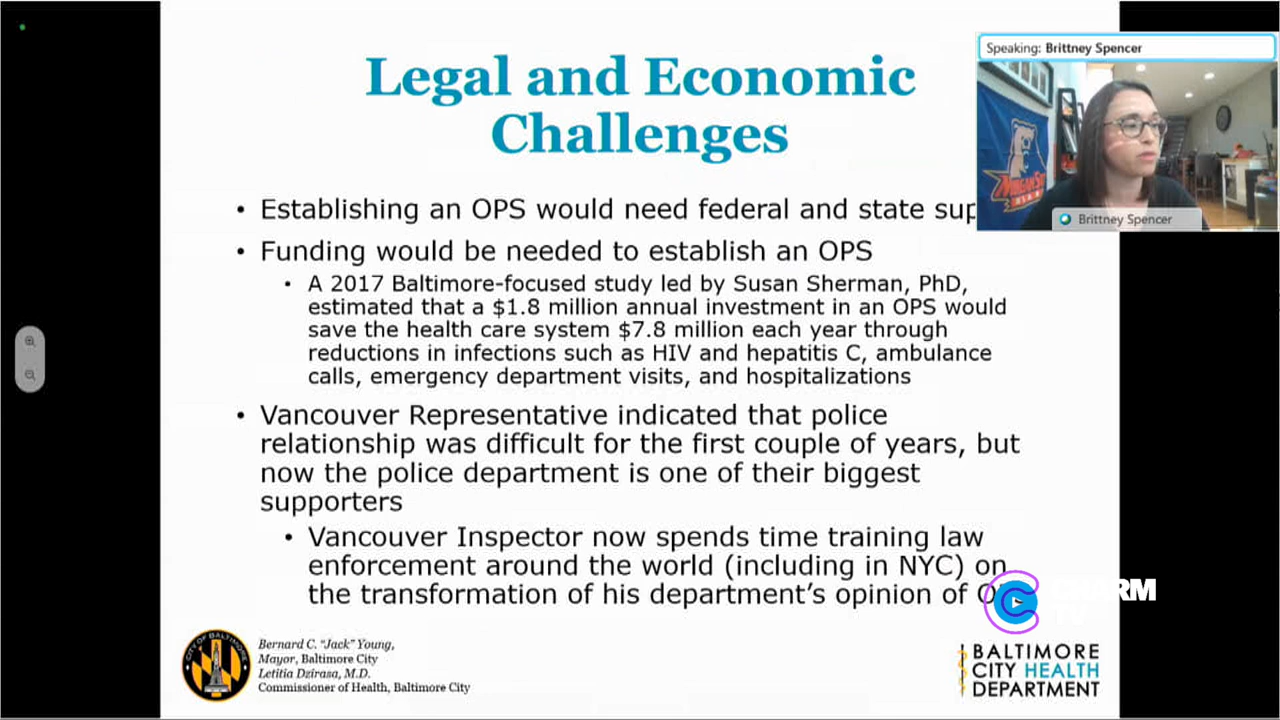 Legal and Economic
Challenges
Speaking: Brittney Spencer
Brittney Spencer
• Establishing an OPS would need federal and state
• Funding would be needed to establish an OPS
• A 2017 Baltimore-focused study led by Susan Sherman, PhD,
estimated that a $1.8 million annual investment in an OPS would
save the health care system $7.8 million each year through
reductions in infections such as HIV and hepatitis C, ambulance
calls, emergency department visits, and hospitalizations
• Vancouver Representative indicated that police
relationship was difficult for the first couple of years, but
now the police department is one of their biggest
supporters
• Vancouver Inspector now spends time training law
enforcement around the world (including in NYC) on
the transformation of his department's opinion of
CITY OF BALTIMORE
Bernard C. "Jack" Young,
Mayor, Baltimore City
Letitia Dzirasa, M.D.
Commissioner of Health, Baltimore City
BALTIMORE
CITY HEALTH
DEPARTMENT